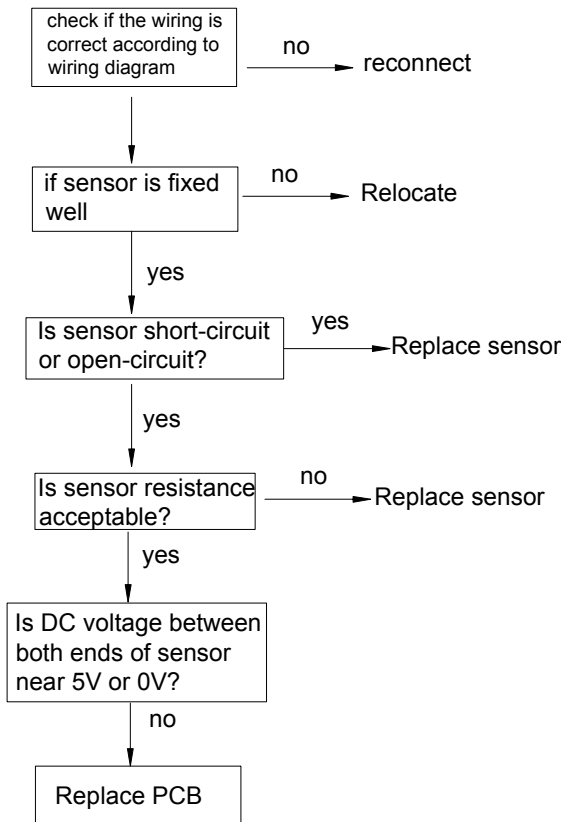 check if the wiring is
correct according to
wiring diagram
no
reconnect
if sensor is fixed
well
no
Relocate
yes
Is sensor short-circuit
or open-circuit?
yes
Replace sensor
yes
Is sensor resistance
acceptable?
no
Replace sensor
yes
Is DC voltage between
both ends of sensor
near 5V or 0V?
no
Replace PCB